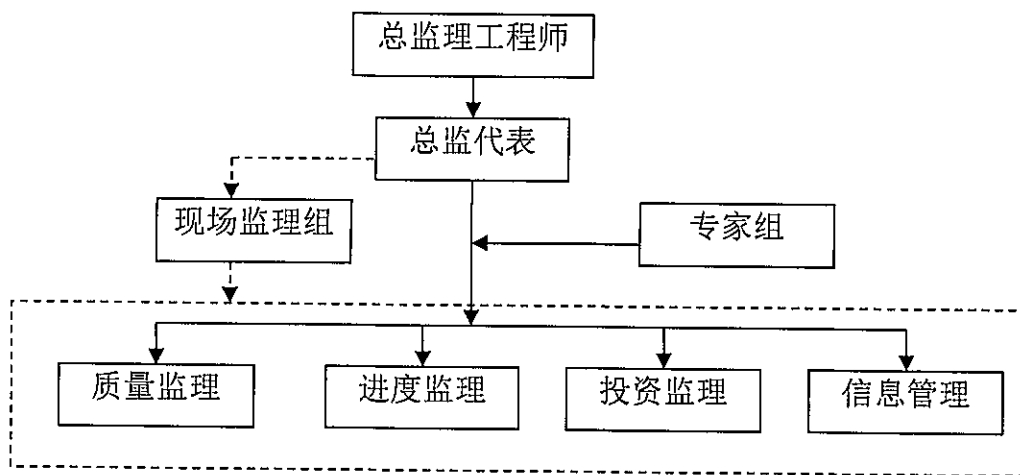 总监理工程师
总监代表
现场监理组
专家组
质量监理
进度监理
投资监理
信息管理